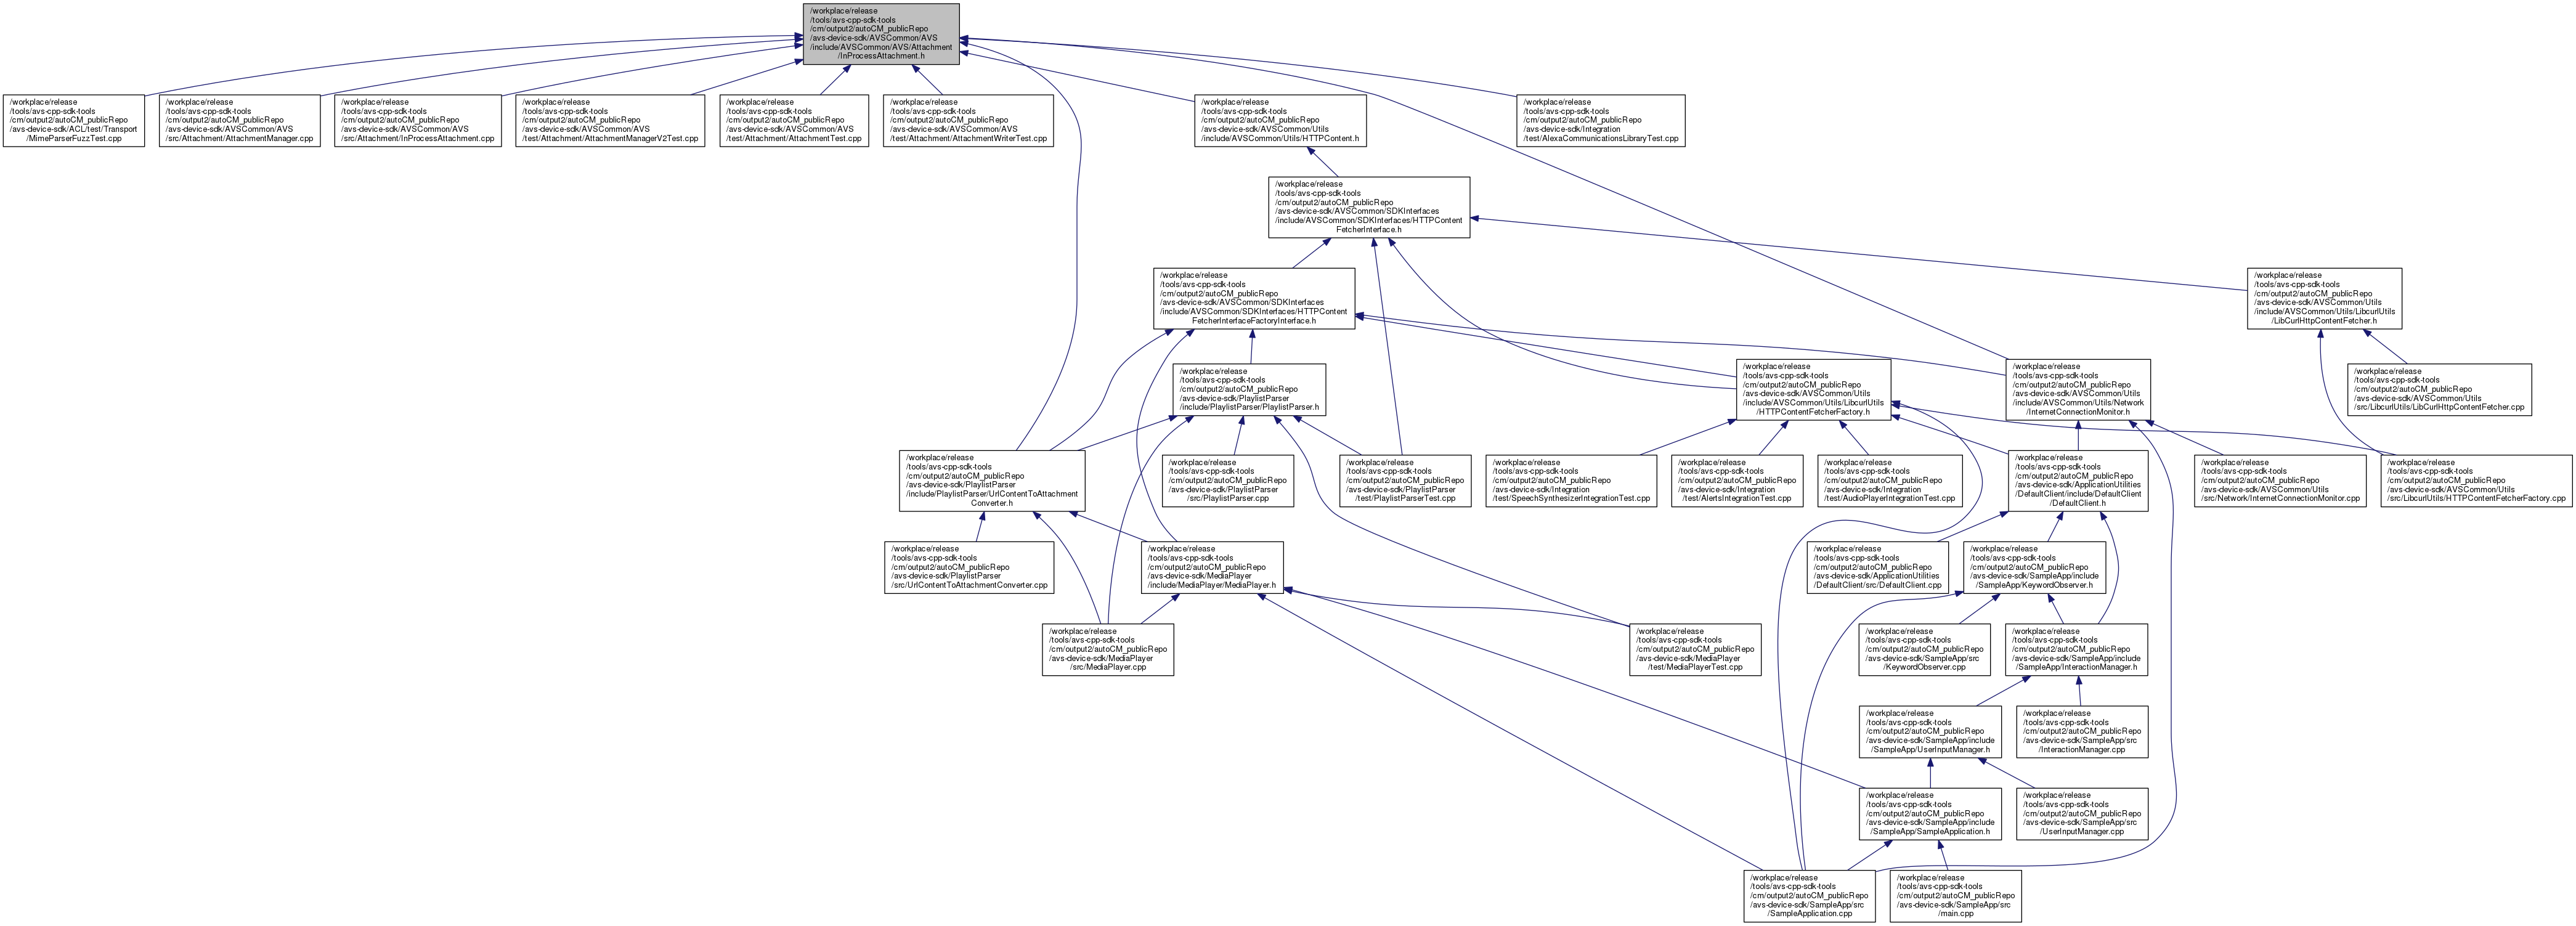 /workplace/release
/tools/avs-cpp-sdk-tools
/cm/output2/autoCM_publicRepo
/avs-device-sdk/AVSCommon/AVS
/include/AVSCommon/AVS/Attachment
/InProcessAttachment.h
/workplace/release
/tools/avs-cpp-sdk-tools
/cm/output2/autoCM_publicRepo
/avs-device-sdk/ACL/test/Transport
/MimeParserFuzzTest.cpp
/workplace/release
/tools/avs-cpp-sdk-tools
/cm/output2/autoCM_publicRepo
/avs-device-sdk/AVSCommon/AVS
/src/Attachment/AttachmentManager.cpp
/workplace/release
/tools/avs-cpp-sdk-tools
/cm/output2/autoCM_publicRepo
/avs-device-sdk/AVSCommon/AVS
/src/Attachment/InProcessAttachment.cpp
/workplace/release
/tools/avs-cpp-sdk-tools
/cm/output2/autoCM_publicRepo
/avs-device-sdk/AVSCommon/AVS
/test/Attachment/AttachmentManagerV2Test.cpp
/workplace/release
/tools/avs-cpp-sdk-tools
/cm/output2/autoCM_publicRepo
/avs-device-sdk/AVSCommon/AVS
/test/Attachment/AttachmentTest.cpp
/workplace/release
/tools/avs-cpp-sdk-tools
/cm/output2/autoCM_publicRepo
/avs-device-sdk/AVSCommon/AVS
/test/Attachment/AttachmentWriterTest.cpp
/workplace/release
/tools/avs-cpp-sdk-tools
/cm/output2/autoCM_publicRepo
/avs-device-sdk/AVSCommon/Utils
/include/AVSCommon/Utils/HTTPContent.h
/workplace/release
/tools/avs-cpp-sdk-tools
/cm/output2/autoCM_publicRepo
/avs-device-sdk/Integration
/test/AlexaCommunicationsLibraryTest.cpp
/workplace/release
/tools/avs-cpp-sdk-tools
/cm/output2/autoCM_publicRepo
/avs-device-sdk/AVSCommon/SDKInterfaces
/include/AVSCommon/SDKInterfaces/HTTPContent
FetcherInterface.h
/workplace/release
/tools/avs-cpp-sdk-tools
/cm/output2/autoCM_publicRepo
/avs-device-sdk/AVSCommon/SDKInterfaces
/include/AVSCommon/SDKInterfaces/HTTPContent
FetcherInterfaceFactoryInterface.h
/workplace/release
/tools/avs-cpp-sdk-tools
/cm/output2/autoCM_publicRepo
/avs-device-sdk/AVSCommon/Utils
/include/AVSCommon/Utils/LibcurlUtils
/LibCurlHttpContentFetcher.h
/workplace/release
/tools/avs-cpp-sdk-tools
/cm/output2/autoCM_publicRepo
/avs-device-sdk/PlaylistParser
/include/PlaylistParser/PlaylistParser.h
/workplace/release
/tools/avs-cpp-sdk-tools
/cm/output2/autoCM_publicRepo
/avs-device-sdk/AVSCommon/Utils
/include/AVSCommon/Utils/LibcurlUtils
/HTTPContentFetcherFactory.h
/workplace/release
/tools/avs-cpp-sdk-tools
/cm/output2/autoCM_publicRepo
/avs-device-sdk/AVSCommon/Utils
/include/AVSCommon/Utils/Network
/InternetConnectionMonitor.h
/workplace/release
/tools/avs-cpp-sdk-tools
/cm/output2/autoCM_publicRepo
/avs-device-sdk/AVSCommon/Utils
/src/LibcurlUtils/LibCurlHttpContentFetcher.cpp
/workplace/release
/tools/avs-cpp-sdk-tools
/cm/output2/autoCM_publicRepo
/avs-device-sdk/PlaylistParser
/include/PlaylistParser/UrlContentToAttachment
Converter.h
/workplace/release
/tools/avs-cpp-sdk-tools
/cm/output2/autoCM_publicRepo
/avs-device-sdk/PlaylistParser
/src/PlaylistParser.cpp
/workplace/release
/tools/avs-cpp-sdk-tools
/cm/output2/autoCM_publicRepo
/avs-device-sdk/PlaylistParser
/test/PlaylistParserTest.cpp
/workplace/release
/tools/avs-cpp-sdk-tools
/cm/output2/autoCM_publicRepo
/avs-device-sdk/Integration
/test/SpeechSynthesizerIntegrationTest.cpp
/workplace/release
/tools/avs-cpp-sdk-tools
/cm/output2/autoCM_publicRepo
/avs-device-sdk/Integration
/test/AlertsIntegrationTest.cpp
/workplace/release
/tools/avs-cpp-sdk-tools
/cm/output2/autoCM_publicRepo
/avs-device-sdk/Integration
/test/AudioPlayerIntegrationTest.cpp
/workplace/release
/tools/avs-cpp-sdk-tools
/cm/output2/autoCM_publicRepo
/avs-device-sdk/ApplicationUtilities
/DefaultClient/include/DefaultClient
/DefaultClient.h
/workplace/release
/tools/avs-cpp-sdk-tools
/cm/output2/autoCM_publicRepo
/avs-device-sdk/AVSCommon/Utils
/src/Network/InternetConnectionMonitor.cpp
/workplace/release
/tools/avs-cpp-sdk-tools
/cm/output2/autoCM_publicRepo
/avs-device-sdk/AVSCommon/Utils
/src/LibcurlUtils/HTTPContentFetcherFactory.cpp
/workplace/release
/tools/avs-cpp-sdk-tools
/cm/output2/autoCM_publicRepo
/avs-device-sdk/PlaylistParser
/src/UrlContentToAttachmentConverter.cpp
/workplace/release
/tools/avs-cpp-sdk-tools
/cm/output2/autoCM_publicRepo
/avs-device-sdk/MediaPlayer
/include/MediaPlayer/MediaPlayer.h
/workplace/release
/tools/avs-cpp-sdk-tools
/cm/output2/autoCM_publicRepo
/avs-device-sdk/ApplicationUtilities
/DefaultClient/src/DefaultClient.cpp
/workplace/release
/tools/avs-cpp-sdk-tools
/cm/output2/autoCM_publicRepo
/avs-device-sdk/SampleApp/include
/SampleApp/KeywordObserver.h
/workplace/release
/tools/avs-cpp-sdk-tools
/cm/output2/autoCM_publicRepo
/avs-device-sdk/MediaPlayer
/src/MediaPlayer.cpp
/workplace/release
/tools/avs-cpp-sdk-tools
/cm/output2/autoCM_publicRepo
/avs-device-sdk/MediaPlayer
/test/MediaPlayerTest.cpp
/workplace/release
/tools/avs-cpp-sdk-tools
/cm/output2/autoCM_publicRepo
/avs-device-sdk/SampleApp/src
/KeywordObserver.cpp
/workplace/release
/tools/avs-cpp-sdk-tools
/cm/output2/autoCM_publicRepo
/avs-device-sdk/SampleApp/include
/SampleApp/InteractionManager.h
/workplace/release
/tools/avs-cpp-sdk-tools
/cm/output2/autoCM_publicRepo
/avs-device-sdk/SampleApp/include
/SampleApp/UserInputManager.h
/workplace/release
/tools/avs-cpp-sdk-tools
/cm/output2/autoCM_publicRepo
/avs-device-sdk/SampleApp/src
/InteractionManager.cpp
/workplace/release
/tools/avs-cpp-sdk-tools
/cm/output2/autoCM_publicRepo
/avs-device-sdk/SampleApp/include
/SampleApp/SampleApplication.h
/workplace/release
/tools/avs-cpp-sdk-tools
/cm/output2/autoCM_publicRepo
/avs-device-sdk/SampleApp/src
/UserInputManager.cpp
/workplace/release
/tools/avs-cpp-sdk-tools
/cm/output2/autoCM_publicRepo
/avs-device-sdk/SampleApp/src
/SampleApplication.cpp
/workplace/release
/tools/avs-cpp-sdk-tools
/cm/output2/autoCM_publicRepo
/avs-device-sdk/SampleApp/src
/main.cpp